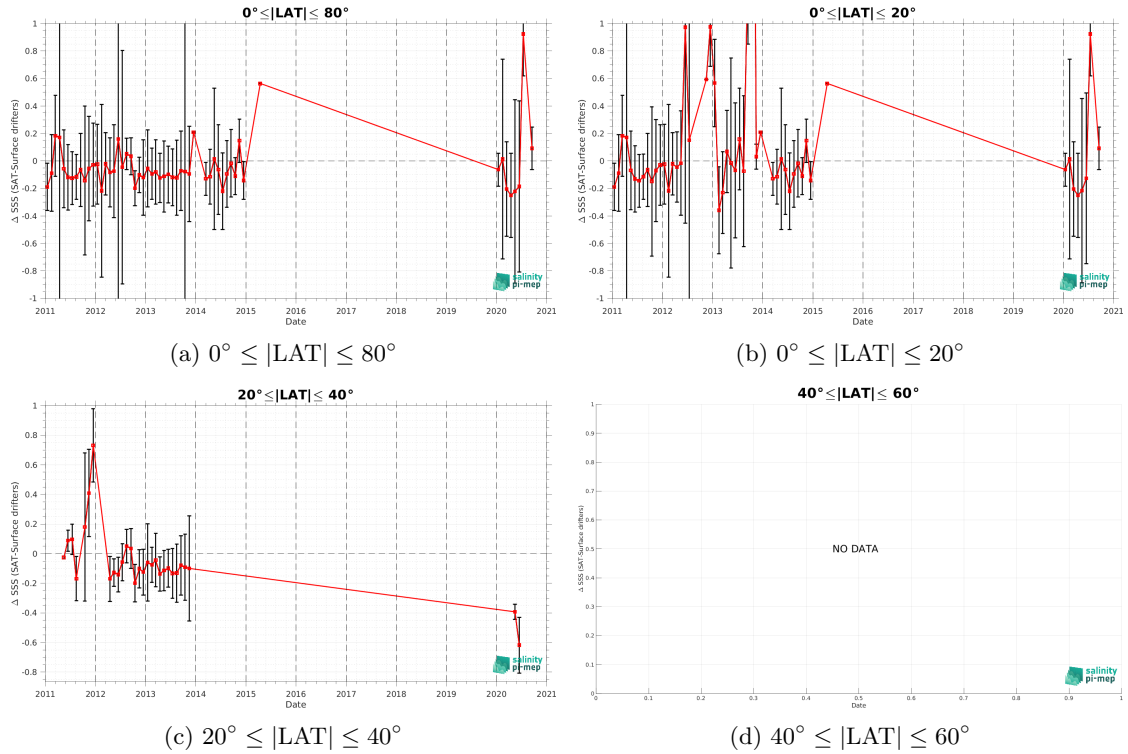 0°≤|LAT|≤ 80°
1
0.8
0.6
0.4
0.2
0
-0.2
-0.4
-0.6
-0.8
-1
Δ SSS (SAT-Surface drifters)
2011 2012 2013 2014 2015 2016 2017 2018 2019 2020 2021
Date
salinity
pi-mep
(a) 0° ≤ |LAT| ≤ 80°
0°≤|LAT|≤ 20°
1
0.8
0.6
0.4
0.2
0
-0.2
-0.4
-0.6
-0.8
-1
Δ SSS (SAT-Surface drifters)
2011 2012 2013 2014 2015 2016 2017 2018 2019 2020 2021
Date
salinity
pi-mep
(b) 0° ≤ |LAT| ≤ 20°
20°≤|LAT|≤ 40°
1
0.8
0.6
0.4
0.2
0
-0.2
-0.4
-0.6
-0.8
Δ SSS (SAT-Surface drifters)
2011 2012 2013 2014 2015 2016 2017 2018 2019 2020 2021
Date
salinity
pi-mep
(c) 20° ≤ |LAT| ≤ 40°
40°≤|LAT|≤ 60°
1
0.9
0.8
0.7
0.6
0.5
0.4
0.3
0.2
0.1
0
Δ SSS (SAT-Surface drifters)
NO DATA
0 0.1 0.2 0.3 0.4 0.5 0.6 0.7 0.8 0.9 1
Date
salinity
pi-mep
(d) 40° ≤ |LAT| ≤ 60°